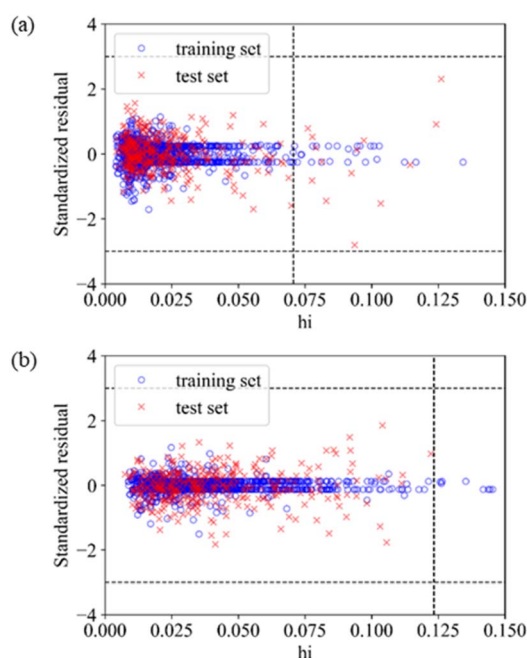 (a)
4
2
0
−2
−4
Standardized residual
training set
test set
0.000 0.025 0.050 0.075 0.100 0.125 0.150
hi
(b)
4
2
0
−2
−4
Standardized residual
training set
test set
0.000 0.025 0.050 0.075 0.100 0.125 0.150
hi